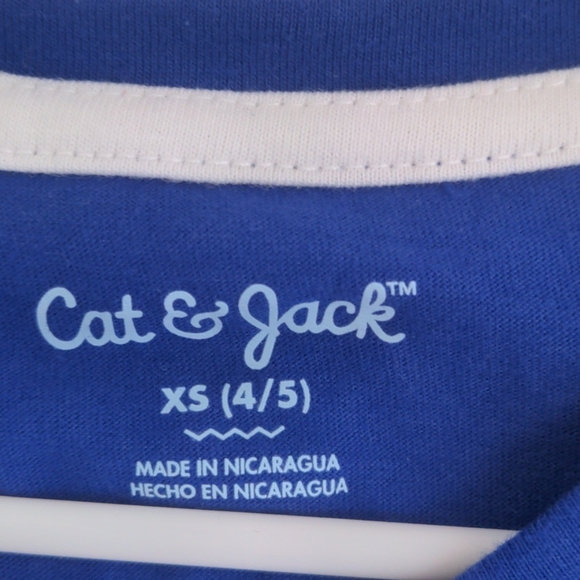 Cat & Jack™
XS (4/5)
MADE IN NICARAGUA
HECHO EN NICARAGUA